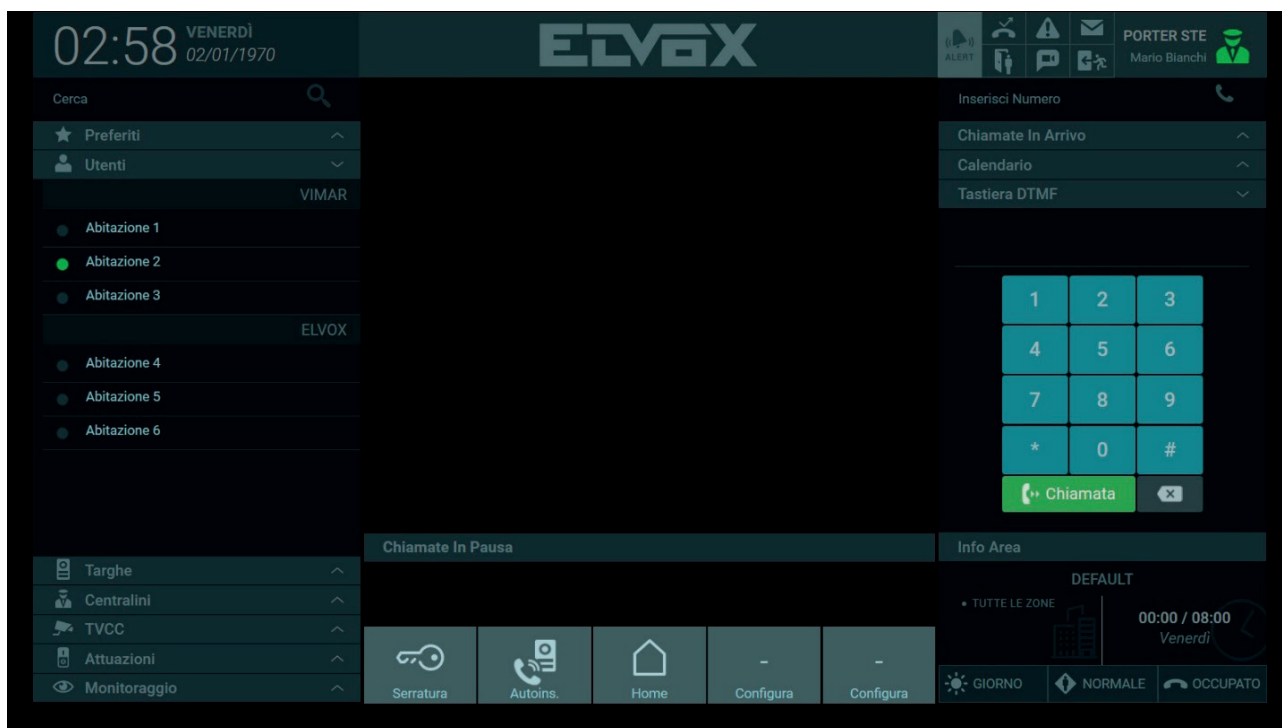 02:58
VENERDÌ
02/01/1970
ELVOX
ALERT
PORTER STE
Mario Bianchi
Cerca
Preferiti
Utenti
VIMAR
Abitazione 1
Abitazione 2
Abitazione 3
ELVOX
Abitazione 4
Abitazione 5
Abitazione 6
Targhe
Centralini
TVCC
Attuazioni
Monitoraggio
Chiamate In Pausa
Serratura
Autoins.
Home
-
Configura
-
Configura
Inserisci Numero
Chiamate In Arrivo
Calendario
Tastiera DTMF
1 2 3
4 5 6
7 8 9
* 0 #
Chiamata
Info Area
DEFAULT
• TUTTE LE ZONE
00:00 / 08:00
Venerdì
GIORNO
NORMALE
OCCUPATO